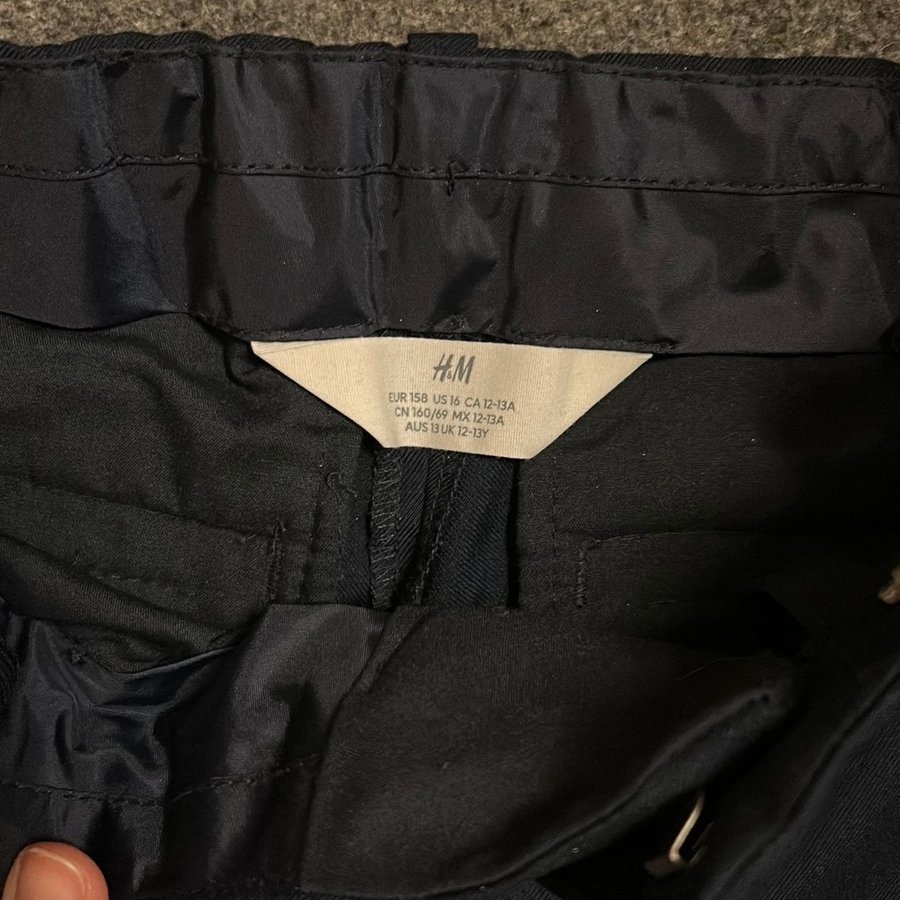 H&M
EUR 158 US 16 CA 12-13A
CN 160/69 MX 12-13A
AUS 13 UK 12-13Y